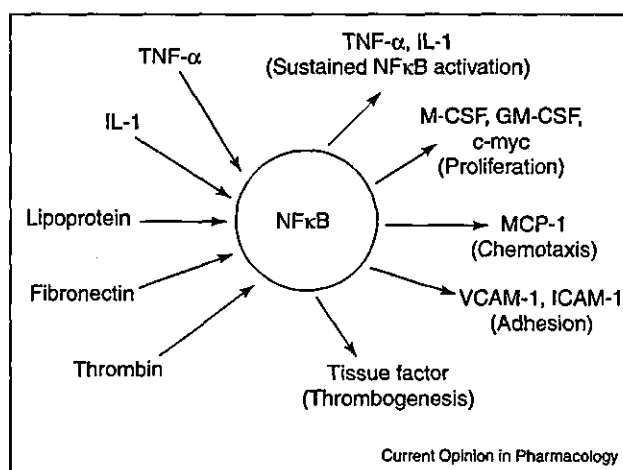 TNF-α
IL-1
Lipoprotein
Fibronectin
Thrombin
NFκB
TNF-α, IL-1
(Sustained NFκB activation)
M-CSF, GM-CSF,
c-myc
(Proliferation)
MCP-1
(Chemotaxis)
VCAM-1, ICAM-1
(Adhesion)
Tissue factor
(Thrombogenesis)
Current Opinion in Pharmacology